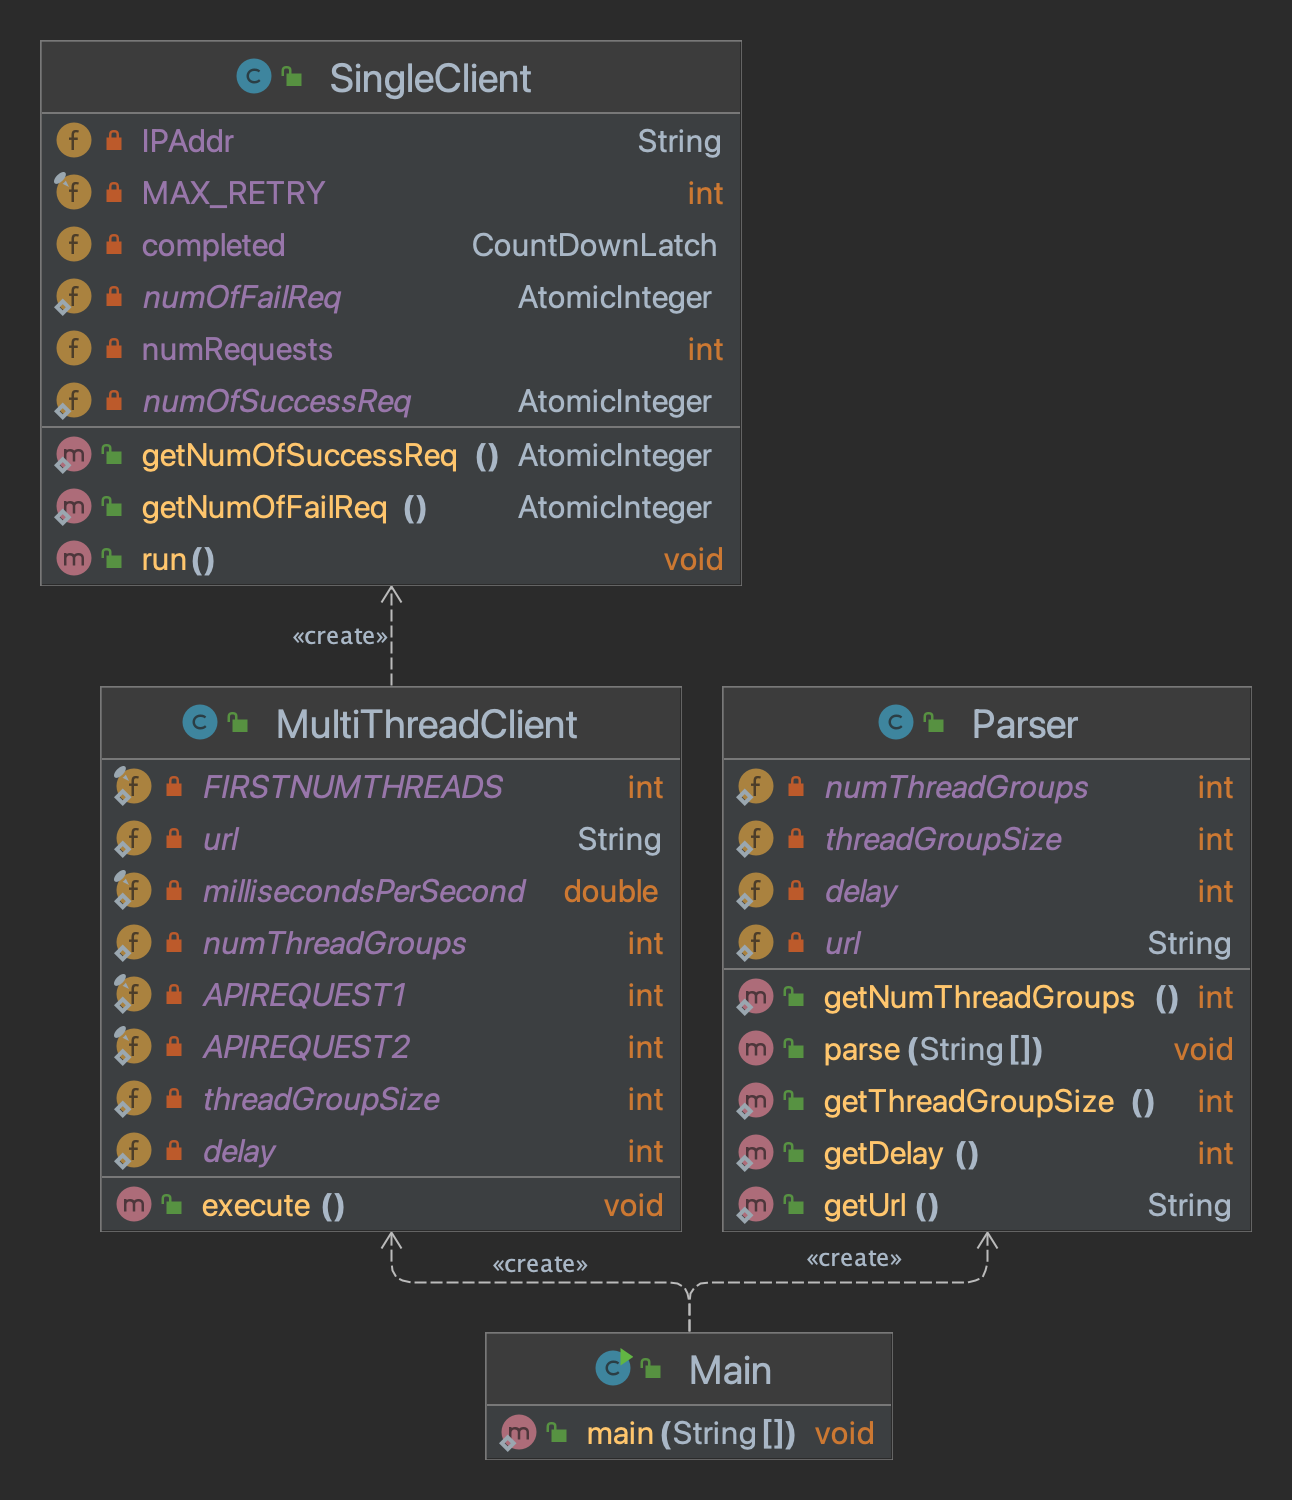 SingleClient
IPAddr String
MAX_RETRY int
completed CountDownLatch
numOfFailReq AtomicInteger
numRequests int
numOfSuccessReq AtomicInteger
getNumOfSuccessReq () AtomicInteger
getNumOfFailReq () AtomicInteger
run() void
«create»
MultiThreadClient
FIRSTNUMTHREADS int
url String
millisecondsPerSecond double
numThreadGroups int
APIREQUEST1 int
APIREQUEST2 int
threadGroupSize int
delay int
execute () void
Parser
numThreadGroups int
threadGroupSize int
delay int
url String
getNumThreadGroups () int
parse (String[]) void
getThreadGroupSize () int
getDelay () int
getUrl () String
«create»
«create»
Main
main (String[]) void